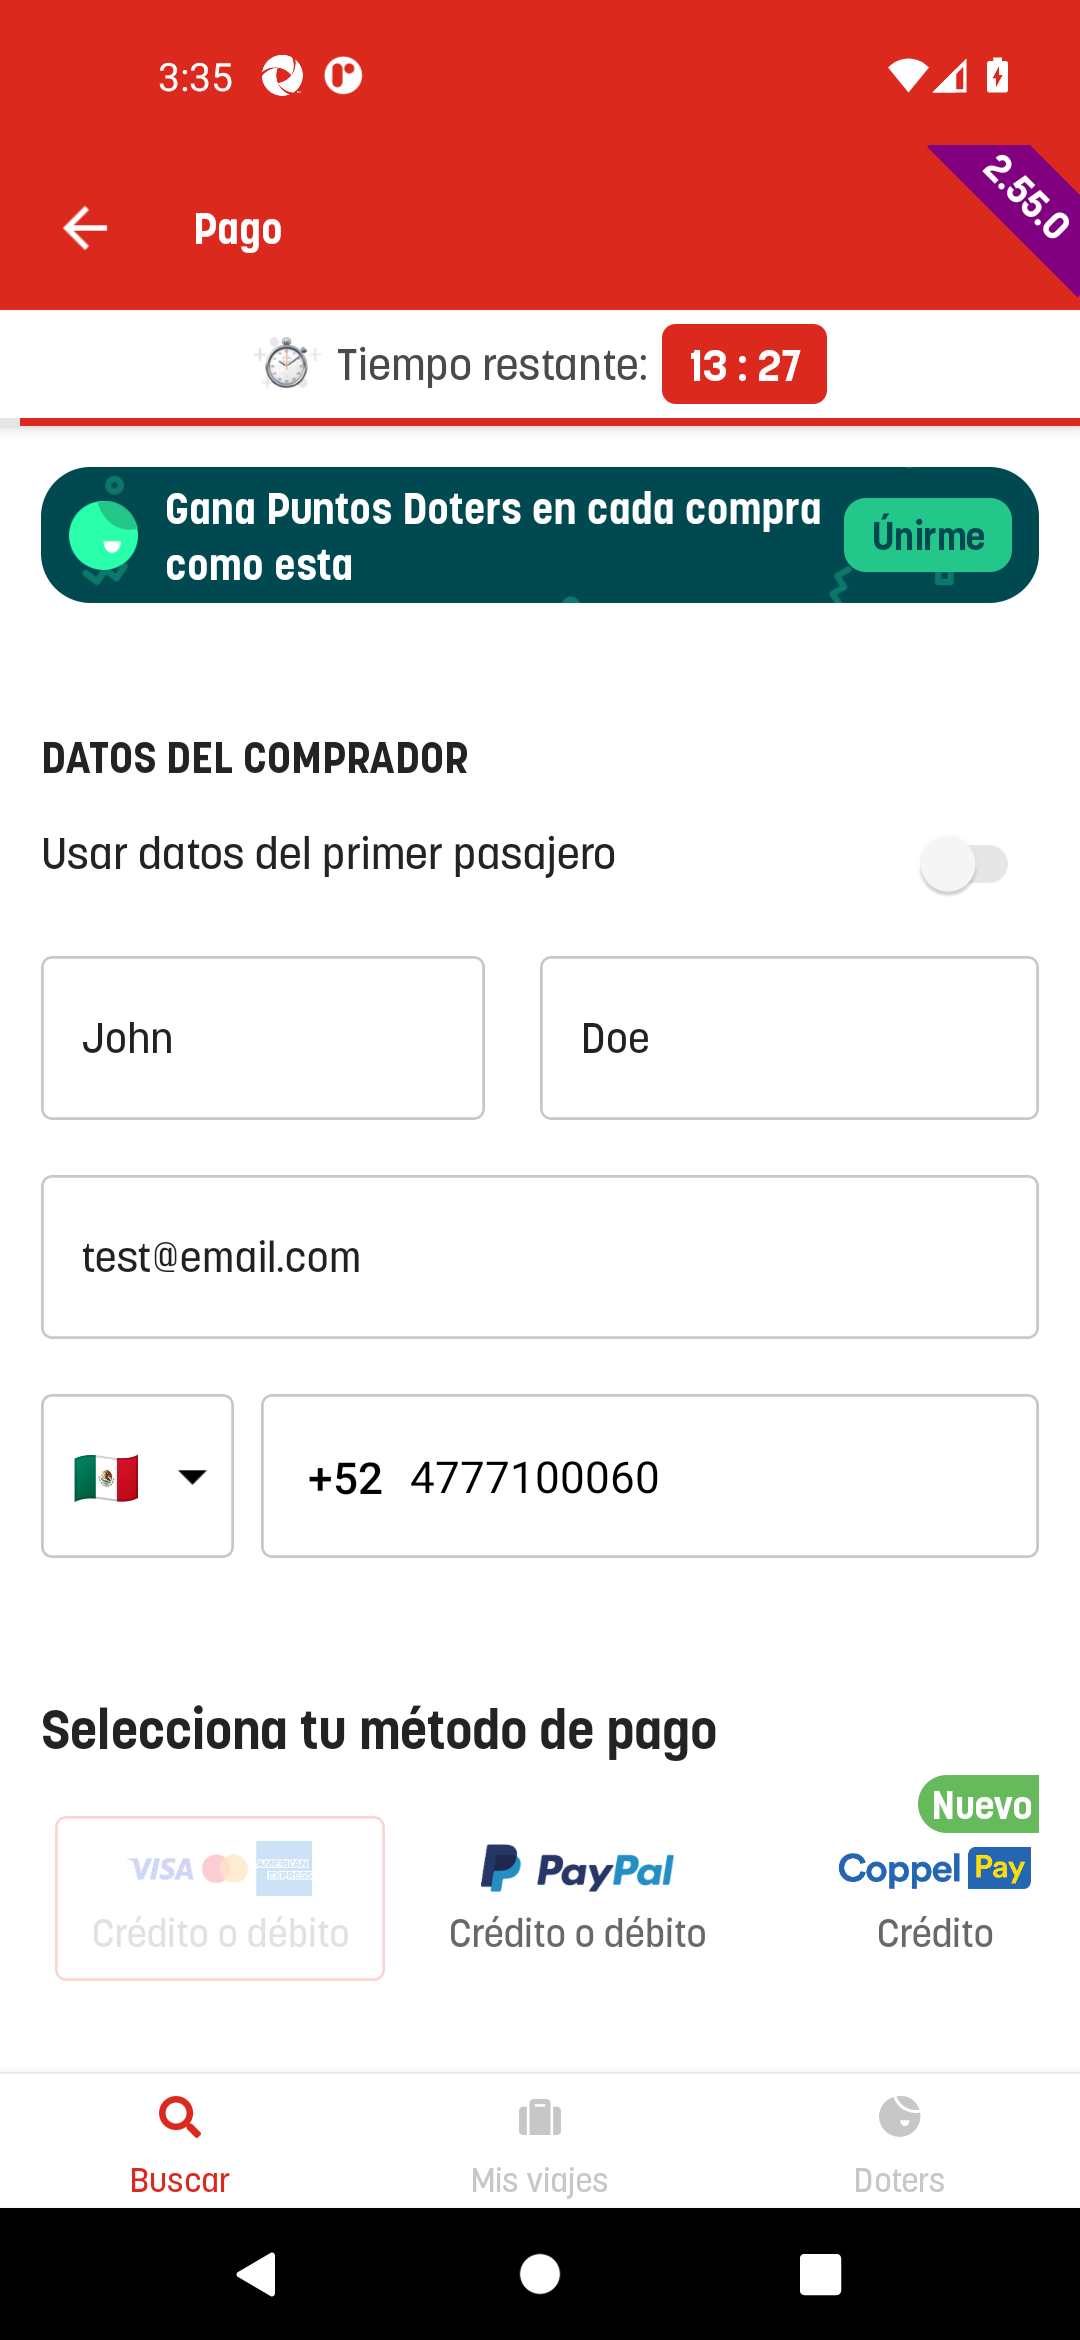 3:35
2.55.0
Pago
Tiempo restante: 13 : 27
Gana Puntos Doters en cada compra
como esta
Únirme
DATOS DEL COMPRADOR
Usar datos del primer pasajero
John
Doe
test@email.com
+52 4777100060
Selecciona tu método de pago
Nuevo
VISA AMERICAN EXPRESS
Crédito o débito
PayPal
Crédito o débito
Coppel Pay
Crédito
Buscar
Mis viajes
Doters